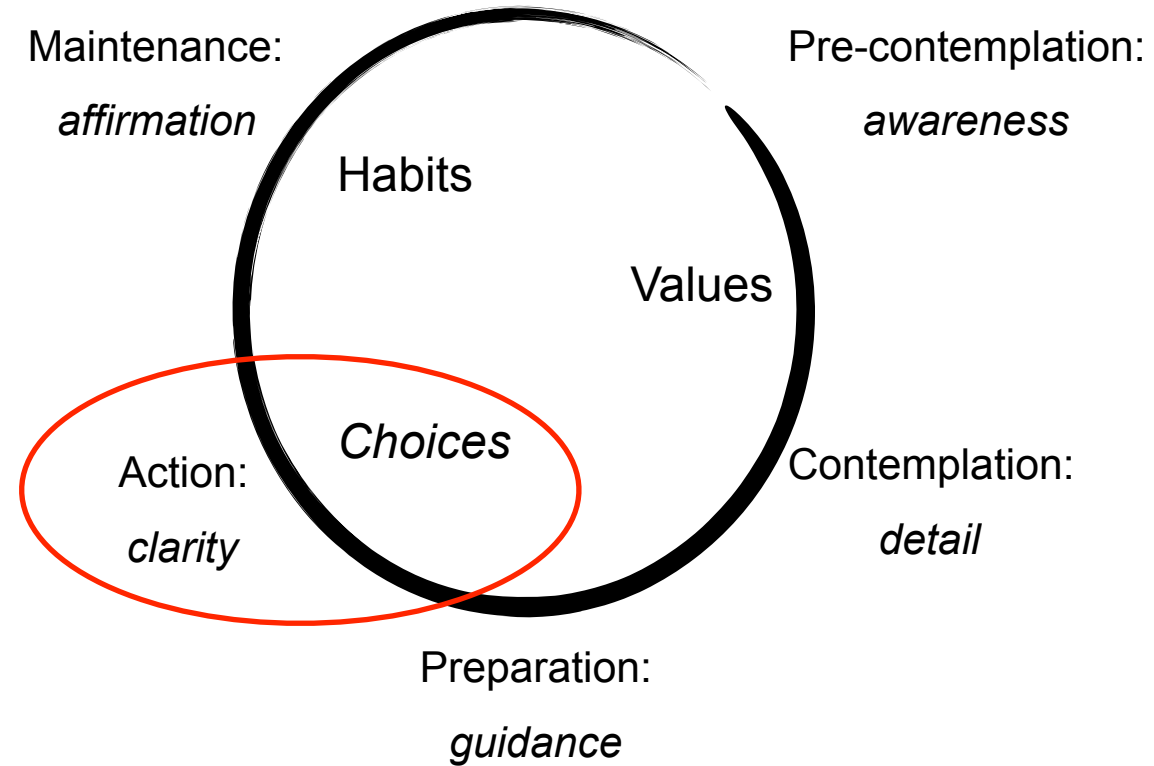 Maintenance:
affirmation
Pre-contemplation:
awareness
Habits
Values
Choices
Action:
clarity
Contemplation:
detail
Preparation:
guidance